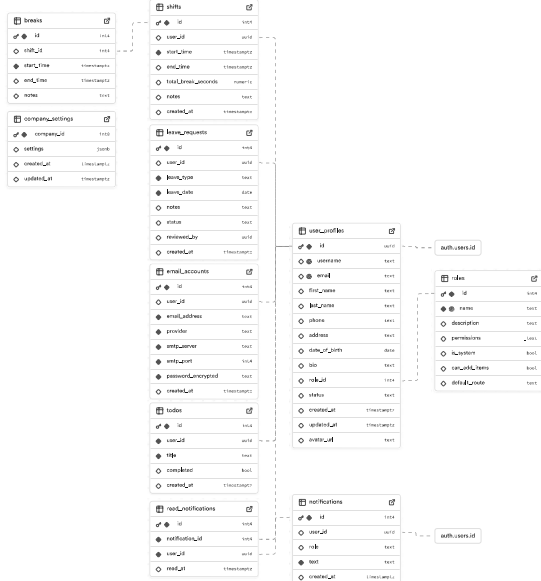 breaks
id int4
shift_id int4
start_time timestamptz
end_time timestamptz
notes text
company_settings
company_id int8
settings jsonb
created_at timestamptz
updated_at timestamptz
shifts
id int4
user_id uuid
start_time timestamptz
end_time timestamptz
total_break_seconds numeric
notes text
created_at timestamptz
leave_requests
id int4
user_id uuid
leave_type text
leave_date date
notes text
status text
reviewed_by uuid
created_at timestamptz
email_accounts
id int4
user_id uuid
email_address text
provider text
smtp_server text
smtp_port int4
password_encrypted text
created_at timestamptz
todos
id int4
user_id uuid
title text
completed bool
created_at timestamptz
read_notifications
id int4
notification_id int4
user_id uuid
read_at timestamptz
user_profiles
id uuid
username text
email text
first_name text
last_name text
phone text
address text
date_of_birth date
bio text
role_id int4
status text
created_at timestamptz
updated_at timestamptz
avatar_url text
auth.users.id
roles
id int4
name text
description text
permissions _text
is_system bool
can_add_items bool
default_route text
notifications
id int4
user_id uuid
role text
text text
created_at timestamptz
auth.users.id